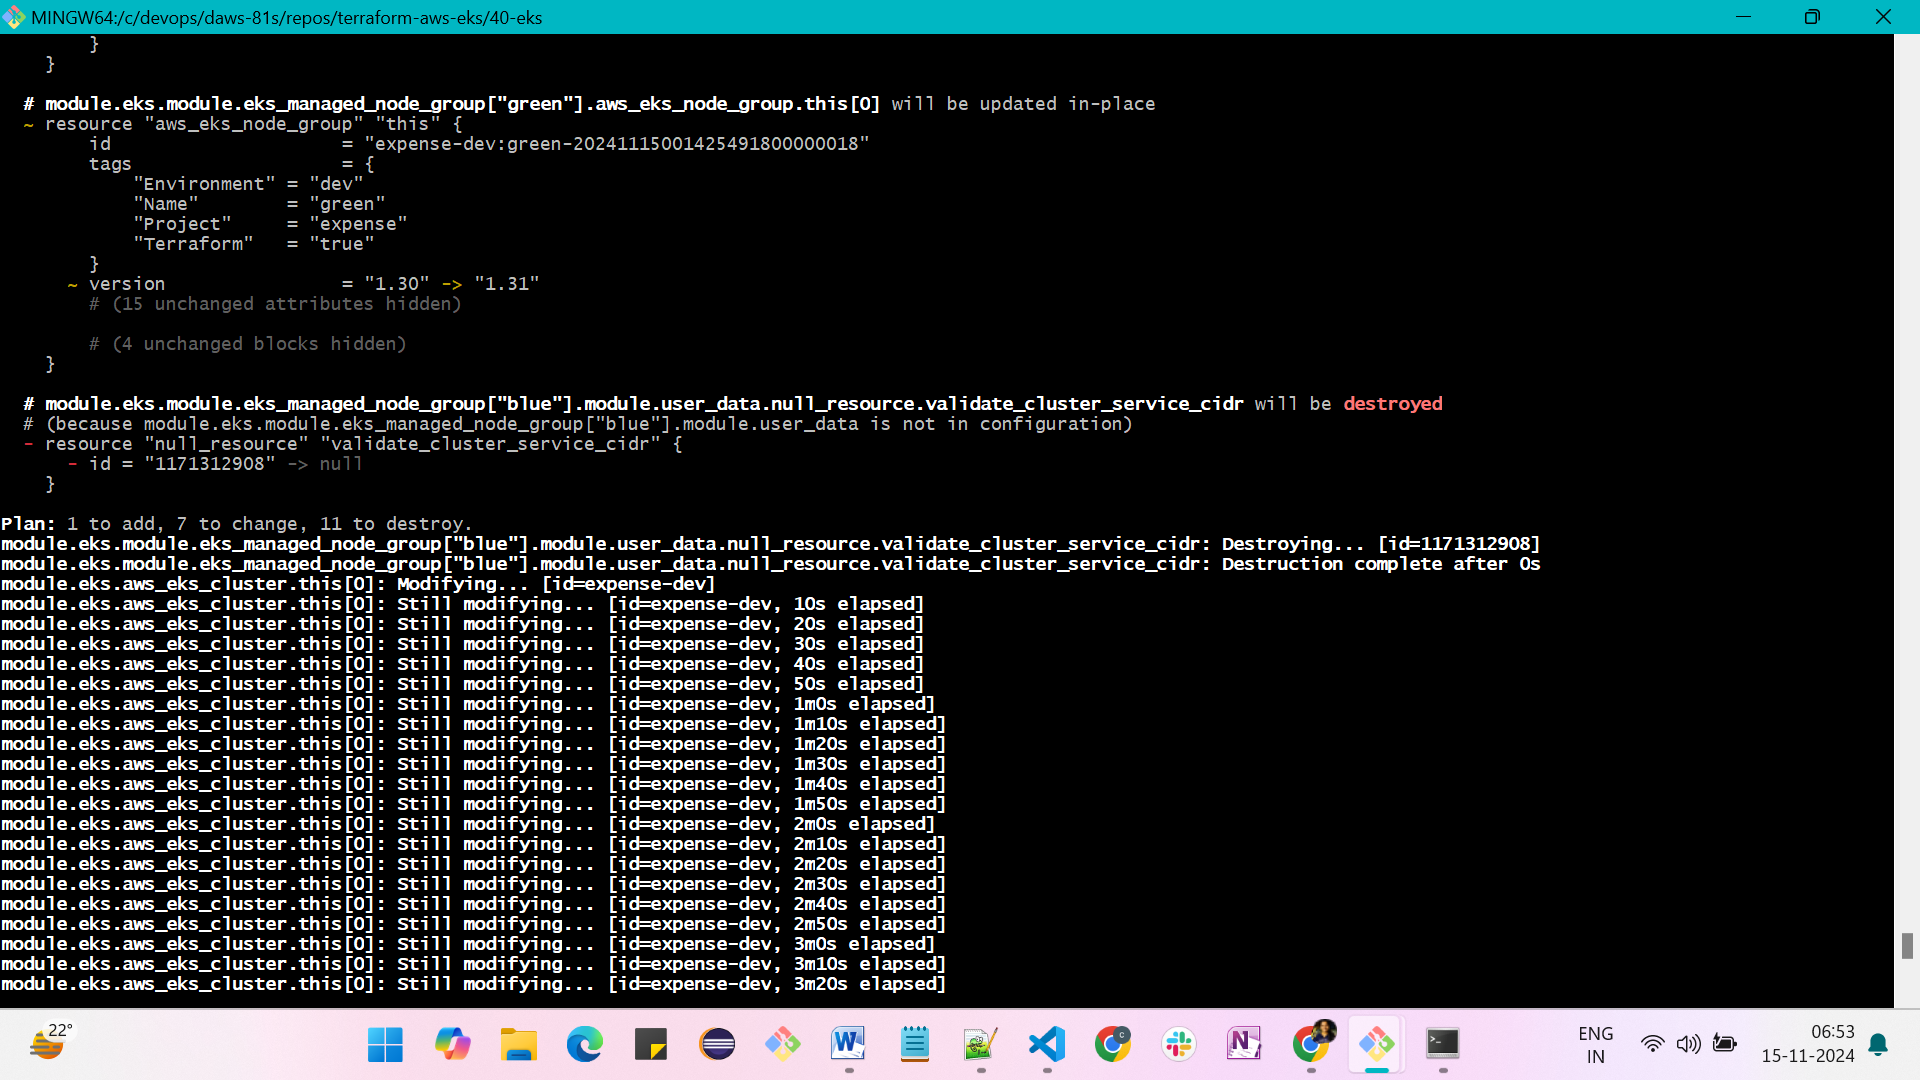 MINGW64:/c/devops/daws-81s/repos/terraform-aws-eks/40-eks
        }
    }

  # module.eks.module.eks_managed_node_group["green"].aws_eks_node_group.this[0] will be updated in-place
  ~ resource "aws_eks_node_group" "this" {
        id                     = "expense-dev:green-20241115001425491800000018"
        tags                   = {
            "Environment" = "dev"
            "Name"        = "green"
            "Project"     = "expense"
            "Terraform"   = "true"
        }
      ~ version                = "1.30" -> "1.31"
        # (15 unchanged attributes hidden)

        # (4 unchanged blocks hidden)
    }

  # module.eks.module.eks_managed_node_group["blue"].module.user_data.null_resource.validate_cluster_service_cidr will be destroyed
  # (because module.eks.module.eks_managed_node_group["blue"].module.user_data is not in configuration)
  - resource "null_resource" "validate_cluster_service_cidr" {
      - id = "1171312908" -> null
    }

Plan: 1 to add, 7 to change, 11 to destroy.
module.eks.module.eks_managed_node_group["blue"].module.user_data.null_resource.validate_cluster_service_cidr: Destroying... [id=1171312908]
module.eks.module.eks_managed_node_group["blue"].module.user_data.null_resource.validate_cluster_service_cidr: Destruction complete after 0s
module.eks.aws_eks_cluster.this[0]: Modifying... [id=expense-dev]
module.eks.aws_eks_cluster.this[0]: Still modifying... [id=expense-dev, 10s elapsed]
module.eks.aws_eks_cluster.this[0]: Still modifying... [id=expense-dev, 20s elapsed]
module.eks.aws_eks_cluster.this[0]: Still modifying... [id=expense-dev, 30s elapsed]
module.eks.aws_eks_cluster.this[0]: Still modifying... [id=expense-dev, 40s elapsed]
module.eks.aws_eks_cluster.this[0]: Still modifying... [id=expense-dev, 50s elapsed]
module.eks.aws_eks_cluster.this[0]: Still modifying... [id=expense-dev, 1m0s elapsed]
module.eks.aws_eks_cluster.this[0]: Still modifying... [id=expense-dev, 1m10s elapsed]
module.eks.aws_eks_cluster.this[0]: Still modifying... [id=expense-dev, 1m20s elapsed]
module.eks.aws_eks_cluster.this[0]: Still modifying... [id=expense-dev, 1m30s elapsed]
module.eks.aws_eks_cluster.this[0]: Still modifying... [id=expense-dev, 1m40s elapsed]
module.eks.aws_eks_cluster.this[0]: Still modifying... [id=expense-dev, 1m50s elapsed]
module.eks.aws_eks_cluster.this[0]: Still modifying... [id=expense-dev, 2m0s elapsed]
module.eks.aws_eks_cluster.this[0]: Still modifying... [id=expense-dev, 2m10s elapsed]
module.eks.aws_eks_cluster.this[0]: Still modifying... [id=expense-dev, 2m20s elapsed]
module.eks.aws_eks_cluster.this[0]: Still modifying... [id=expense-dev, 2m30s elapsed]
module.eks.aws_eks_cluster.this[0]: Still modifying... [id=expense-dev, 2m40s elapsed]
module.eks.aws_eks_cluster.this[0]: Still modifying... [id=expense-dev, 2m50s elapsed]
module.eks.aws_eks_cluster.this[0]: Still modifying... [id=expense-dev, 3m0s elapsed]
module.eks.aws_eks_cluster.this[0]: Still modifying... [id=expense-dev, 3m10s elapsed]
module.eks.aws_eks_cluster.this[0]: Still modifying... [id=expense-dev, 3m20s elapsed]
22°
ENG
IN
06:53
15-11-2024